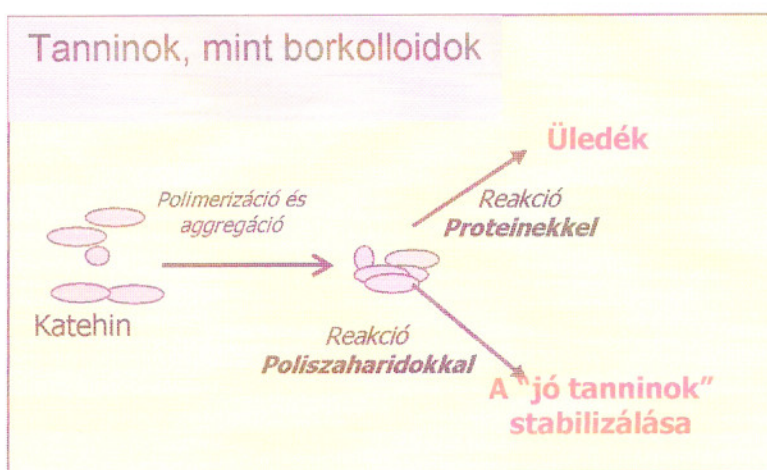 Tanninok, mint borkolloidok
Üledék
Polimerizáció és
aggregáció
Reakció
Proteinekkel
Katehin
Reakció
Poliszaharidokkal
A "jó tanninok"
stabilizálása